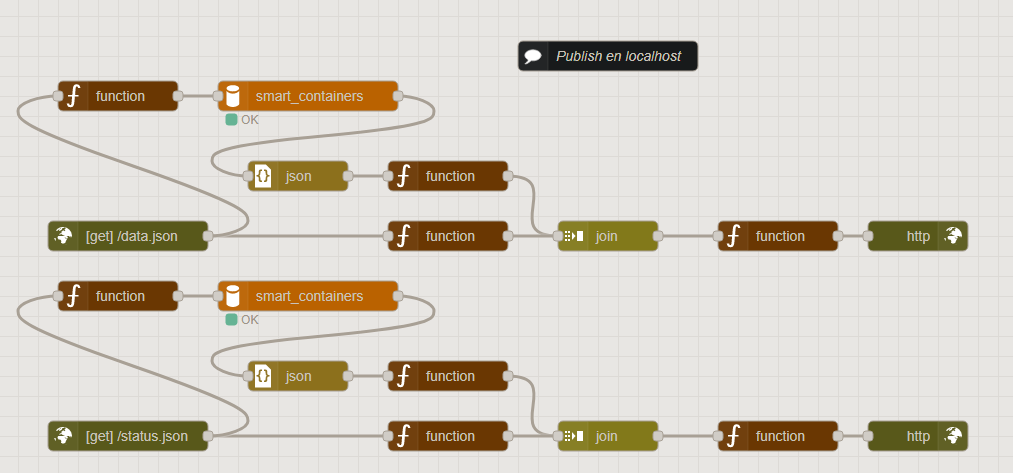 Publish en localhost
function
smart_containers
OK
json
function
[get] /data.json
function
join
function
http
function
smart_containers
OK
json
function
[get] /status.json
function
join
function
http